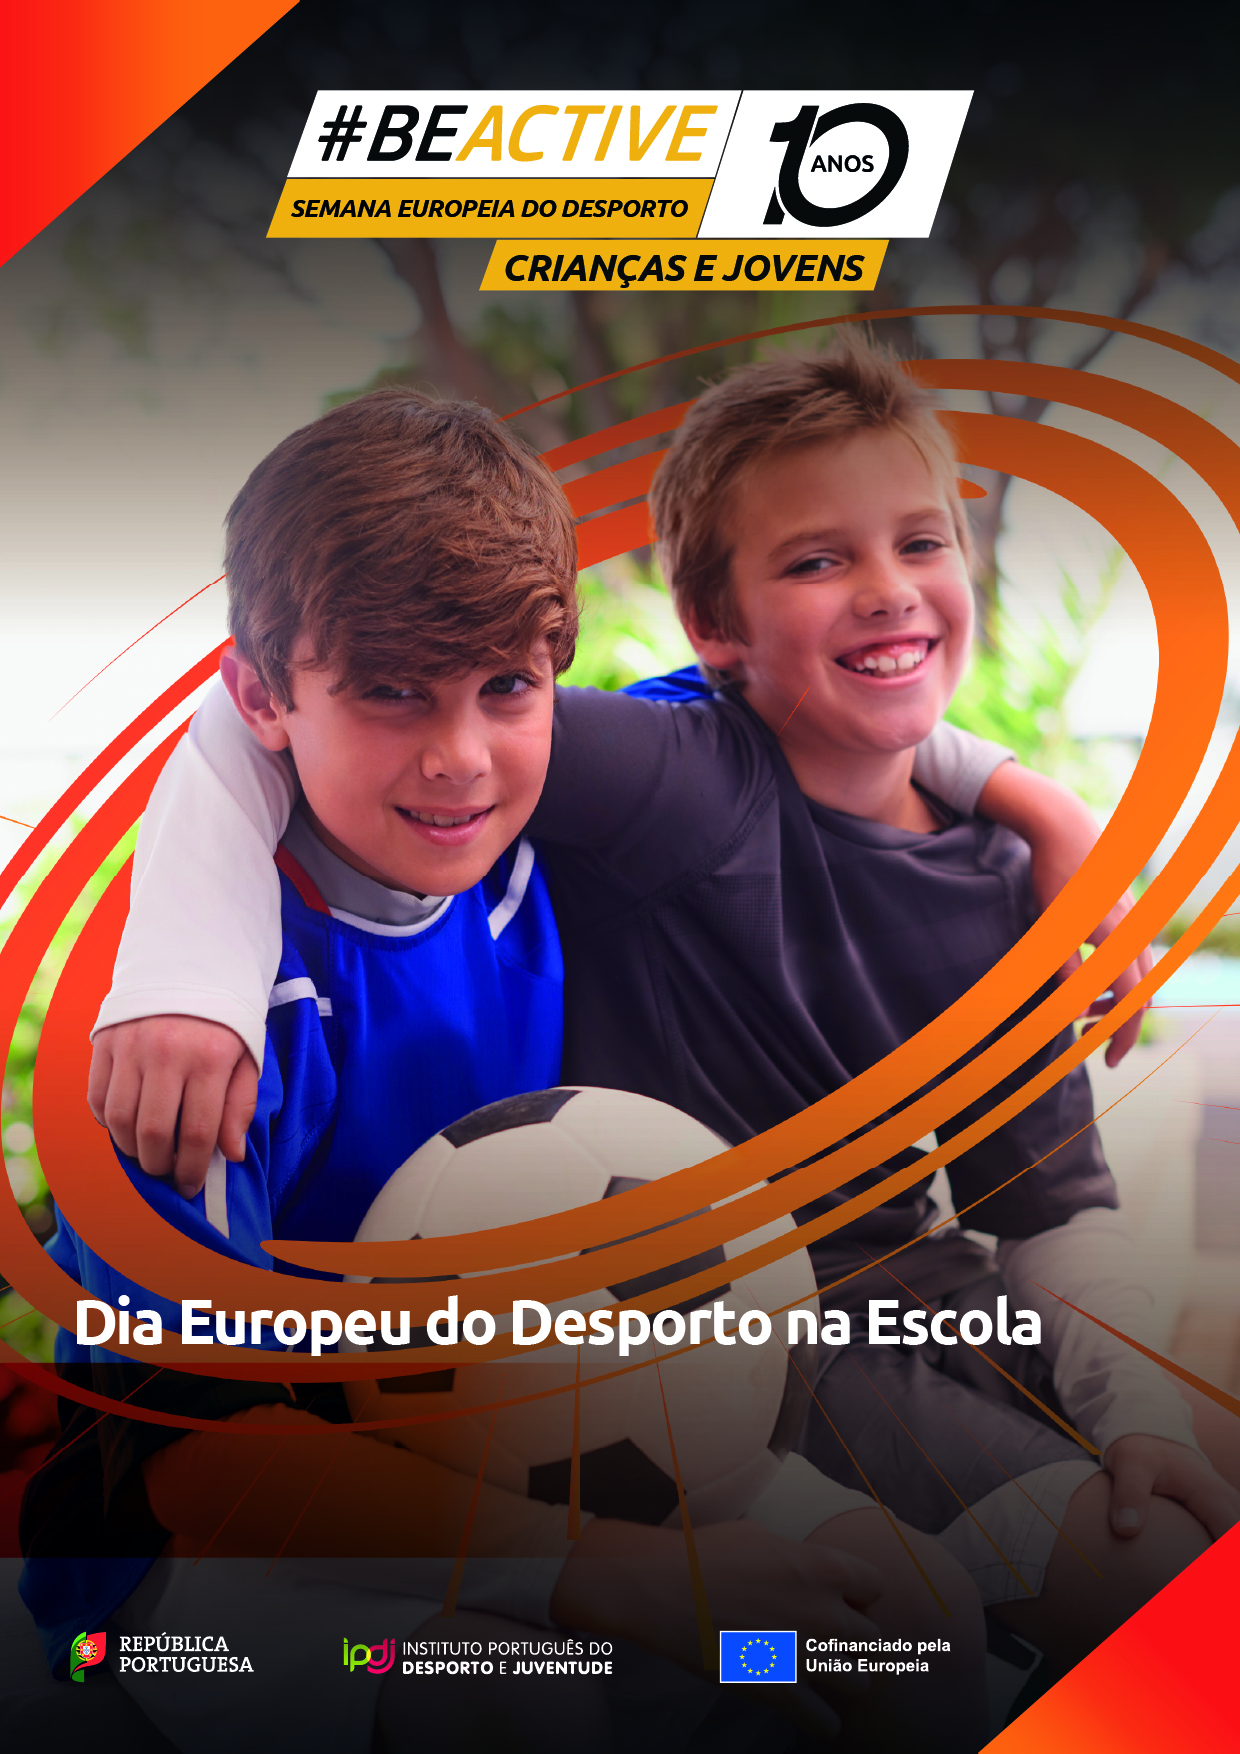 #BEACTIVE
10
ANOS
SEMANA EUROPEIA DO DESPORTO
CRIANÇAS E JOVENS
Dia Europeu do Desporto na Escola
REPÚBLICA
PORTUGUESA
ipdj
INSTITUTO PORTUGUÊS DO
DESPORTO E JUVENTUDE
Cofinanciado pela
União Europeia